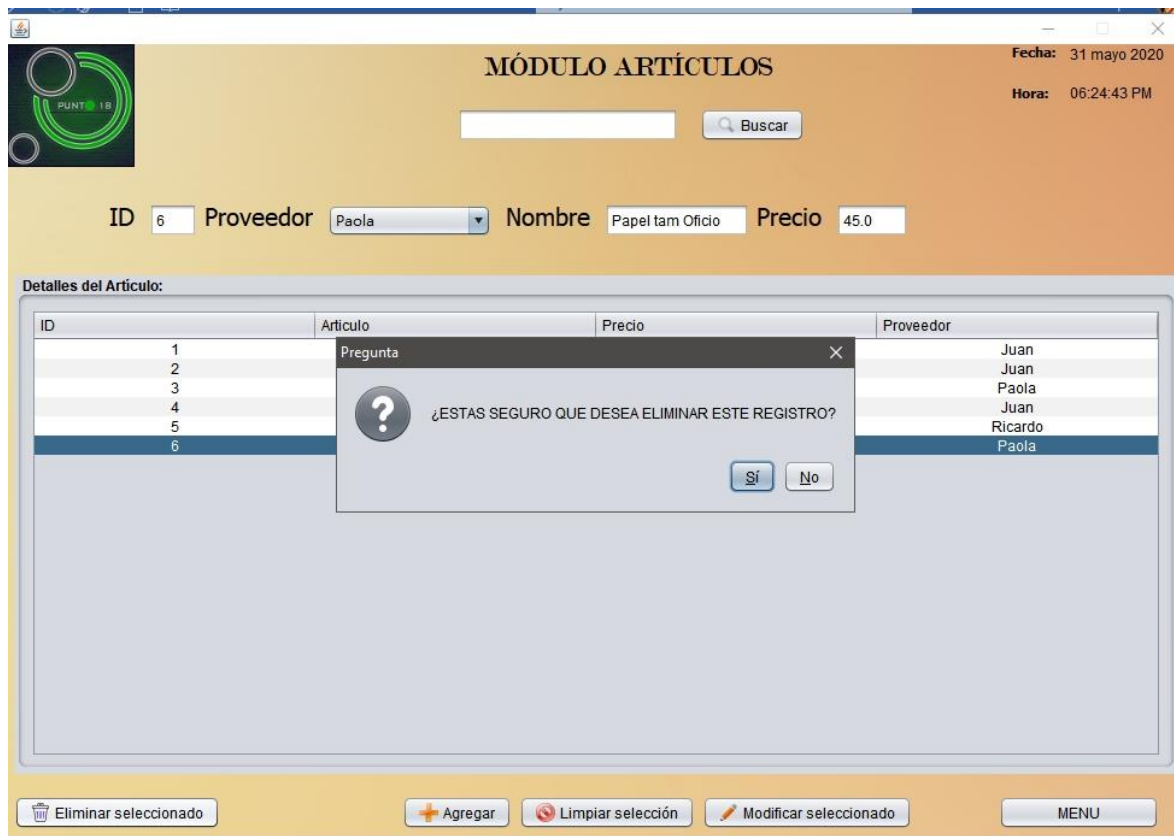 MÓDULO ARTÍCULOS
Fecha: 31 mayo 2020
Hora: 06:24:43 PM
PUNTO 18
Buscar
ID 6 Proveedor Paola Nombre Papel tam Oficio Precio 45.0
Detalles del Artículo:
ID Articulo Precio Proveedor
1 Juan
2 Juan
3 Paola
4 Juan
5 Ricardo
6 Paola
Pregunta
¿ESTAS SEGURO QUE DESEA ELIMINAR ESTE REGISTRO?
Sí No
Eliminar seleccionado Agregar Limpiar selección Modificar seleccionado MENU